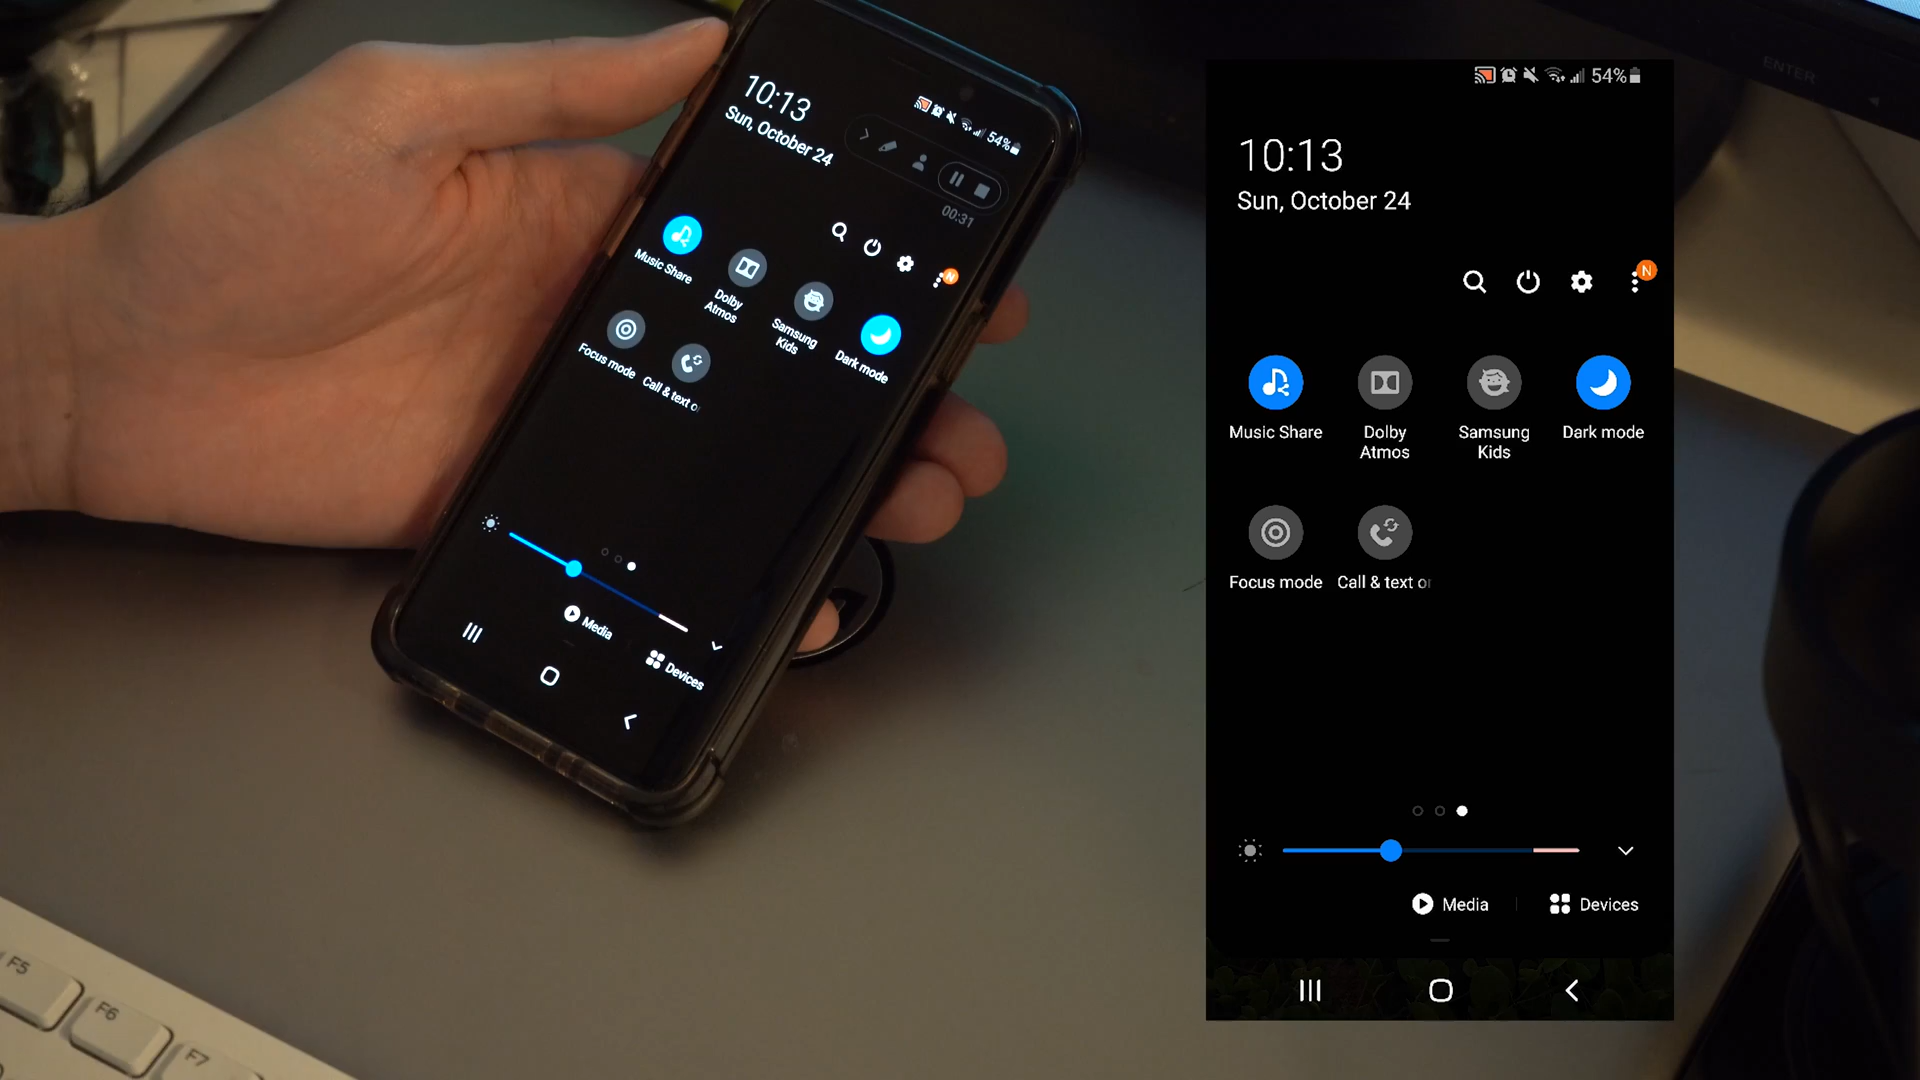 10:13
Sun, October 24
54%
00:31
N
Music Share
Dolby
Atmos
Samsung
Kids
Dark mode
Focus mode
Call & text o
Media
Devices
F5
F6
F7
ENTER
54%
10:13
Sun, October 24
N
Music Share
Dolby
Atmos
Samsung
Kids
Dark mode
Focus mode
Call & text or
Media
Devices